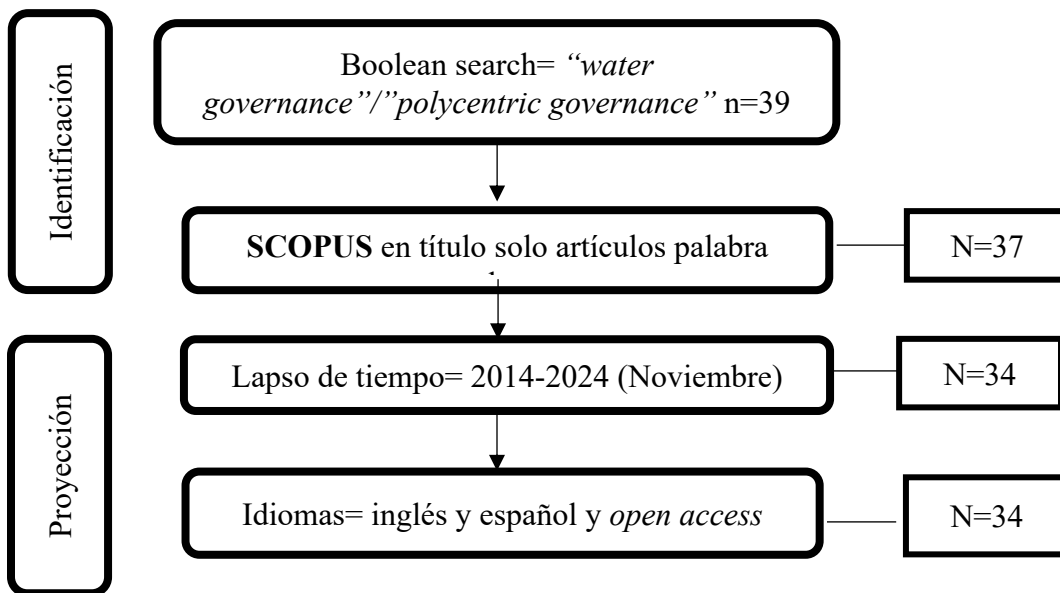 Identificación
Boolean search= “water
governance”/”polycentric governance” n=39
SCOPUS en título solo artículos palabra
N=37
Proyección
Lapso de tiempo= 2014-2024 (Noviembre)
N=34
Idiomas= inglés y español y open access
N=34